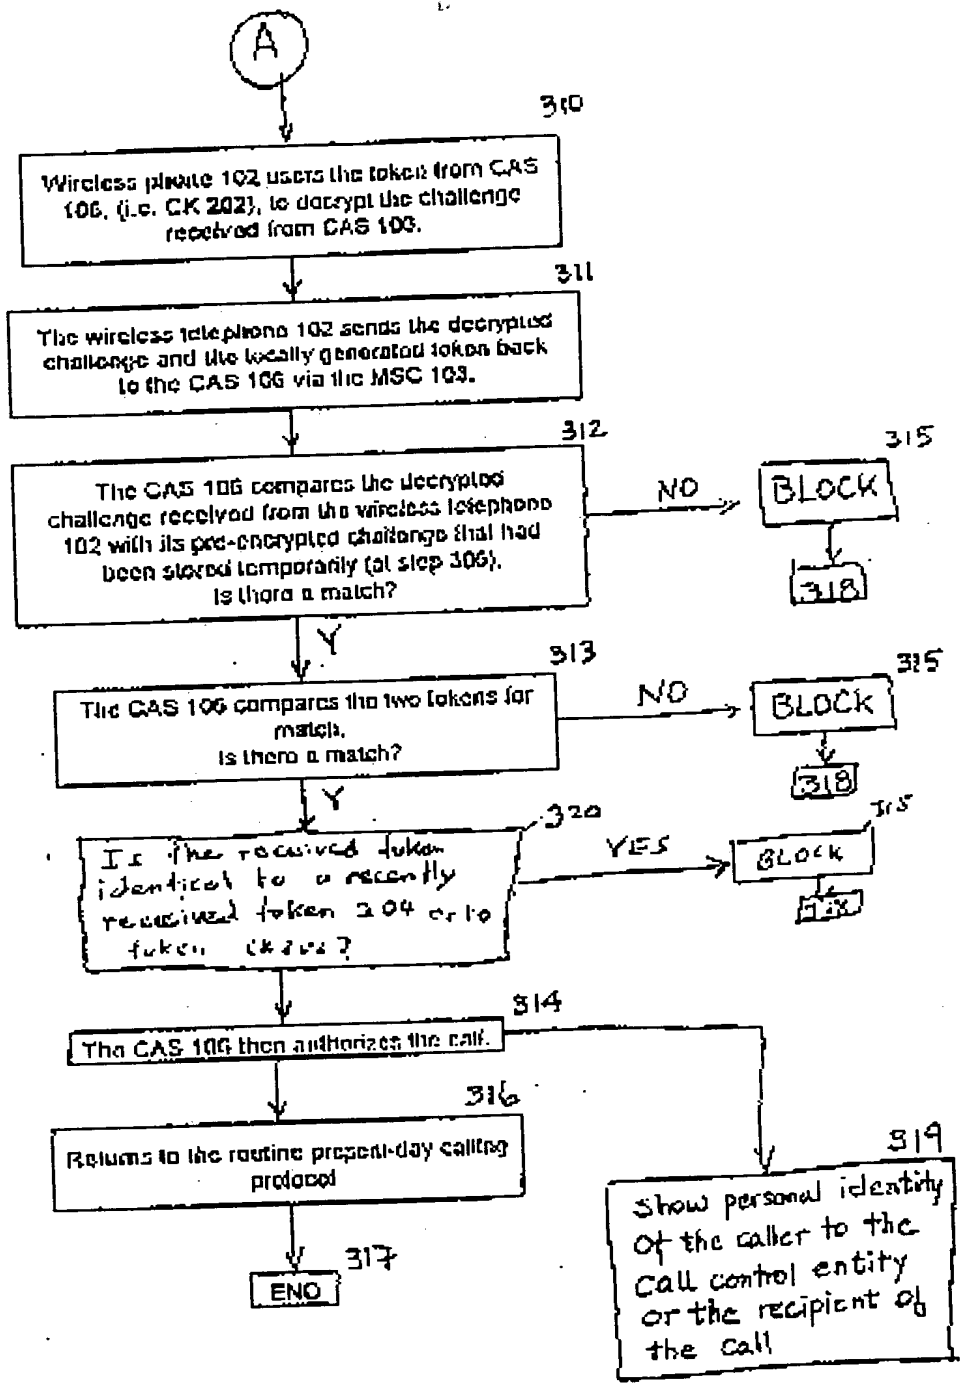 A
310
Wireless phone 102 users the token from CAS
106, (i.e. CK 202), to decrypt the challenge
received from CAS 106.
311
The wireless telephone 102 sends the decrypted
challenge and the locally generated token back
to the CAS 106 via the MSC 103.
312
The CAS 106 compares the decrypted
challenge received from the wireless telephone
102 with its pre-encrypted challenge that had
been stored temporarily (at step 306).
Is there a match?
NO
315
BLOCK
318
Y
313
The CAS 106 compares the two tokens for
match.
Is there a match?
NO
315
BLOCK
318
Y
320
Is the received token
identical to a recently
received token 204 or to
token
YES
315
BLOCK
314
The CAS 106 then authorizes the call.
316
Returns to the routine present-day calling
protocol
317
END
319
Show personal identity
of the caller to the
call control entity
or the recipient of
the call